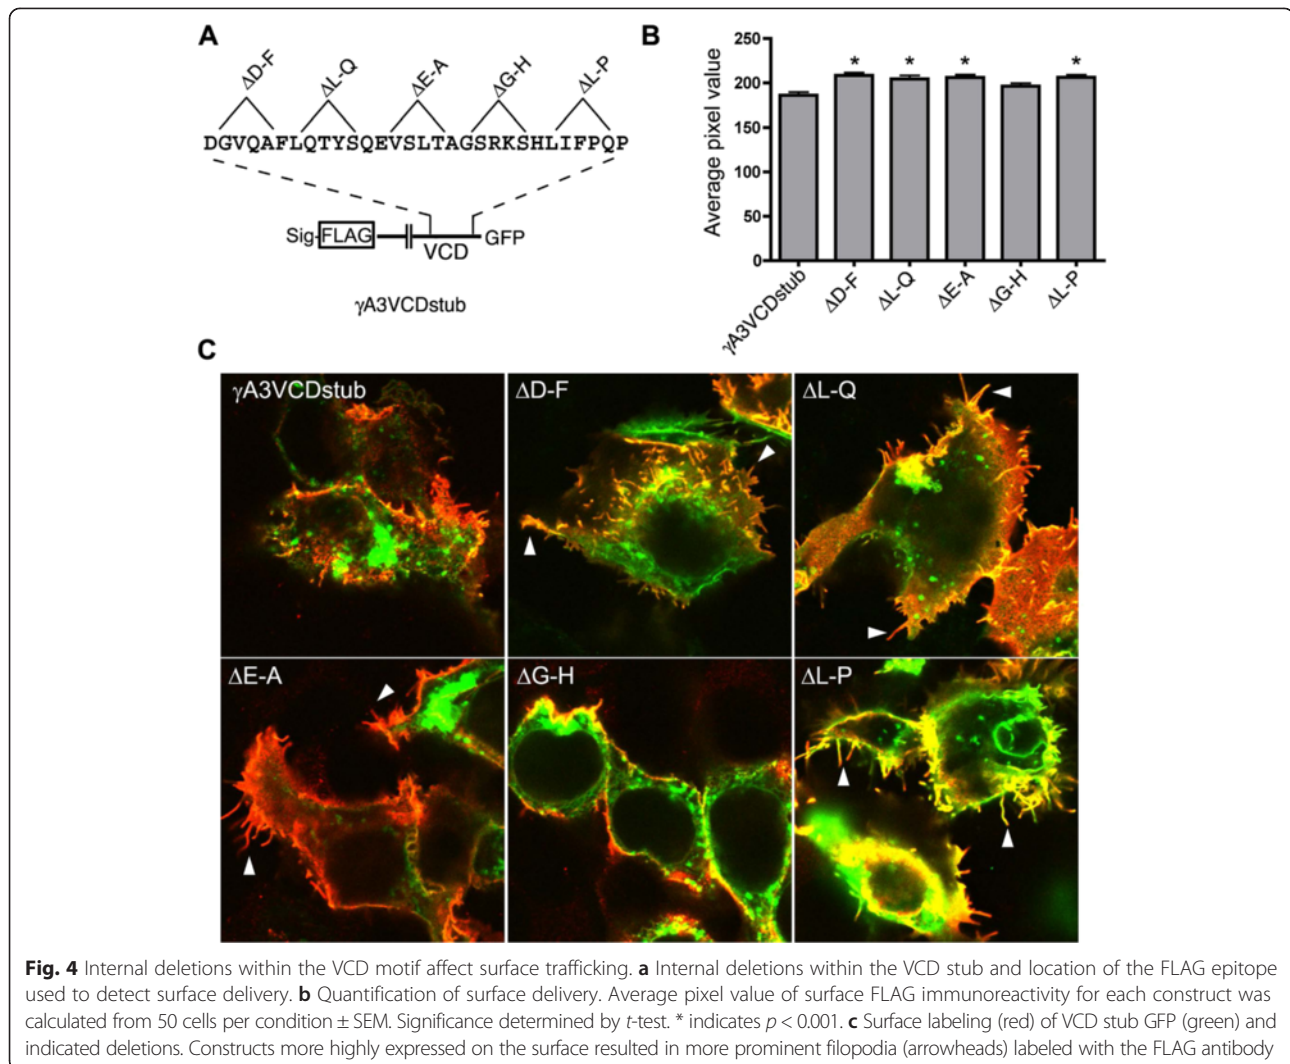 A
ΔD-F
ΔL-Q
ΔE-A
ΔG-H
ΔL-P
DGVQAFLQTYSQEVSLTAGSRKSHLIFPQP
Sig-FLAG
VCD
GFP
γA3VCDstub
B
Average pixel value
250
200
150
100
50
0
*
*
*
*
γA3VCDstub
ΔD-F
ΔL-Q
ΔE-A
ΔG-H
ΔL-P
C
γA3VCDstub
ΔD-F
ΔL-Q
ΔE-A
ΔG-H
ΔL-P
Fig. 4 Internal deletions within the VCD motif affect surface trafficking. a Internal deletions within the VCD stub and location of the FLAG epitope
used to detect surface delivery. b Quantification of surface delivery. Average pixel value of surface FLAG immunoreactivity for each construct was
calculated from 50 cells per condition ± SEM. Significance determined by t-test. * indicates p < 0.001. c Surface labeling (red) of VCD stub GFP (green) and
indicated deletions. Constructs more highly expressed on the surface resulted in more prominent filopodia (arrowheads) labeled with the FLAG antibody